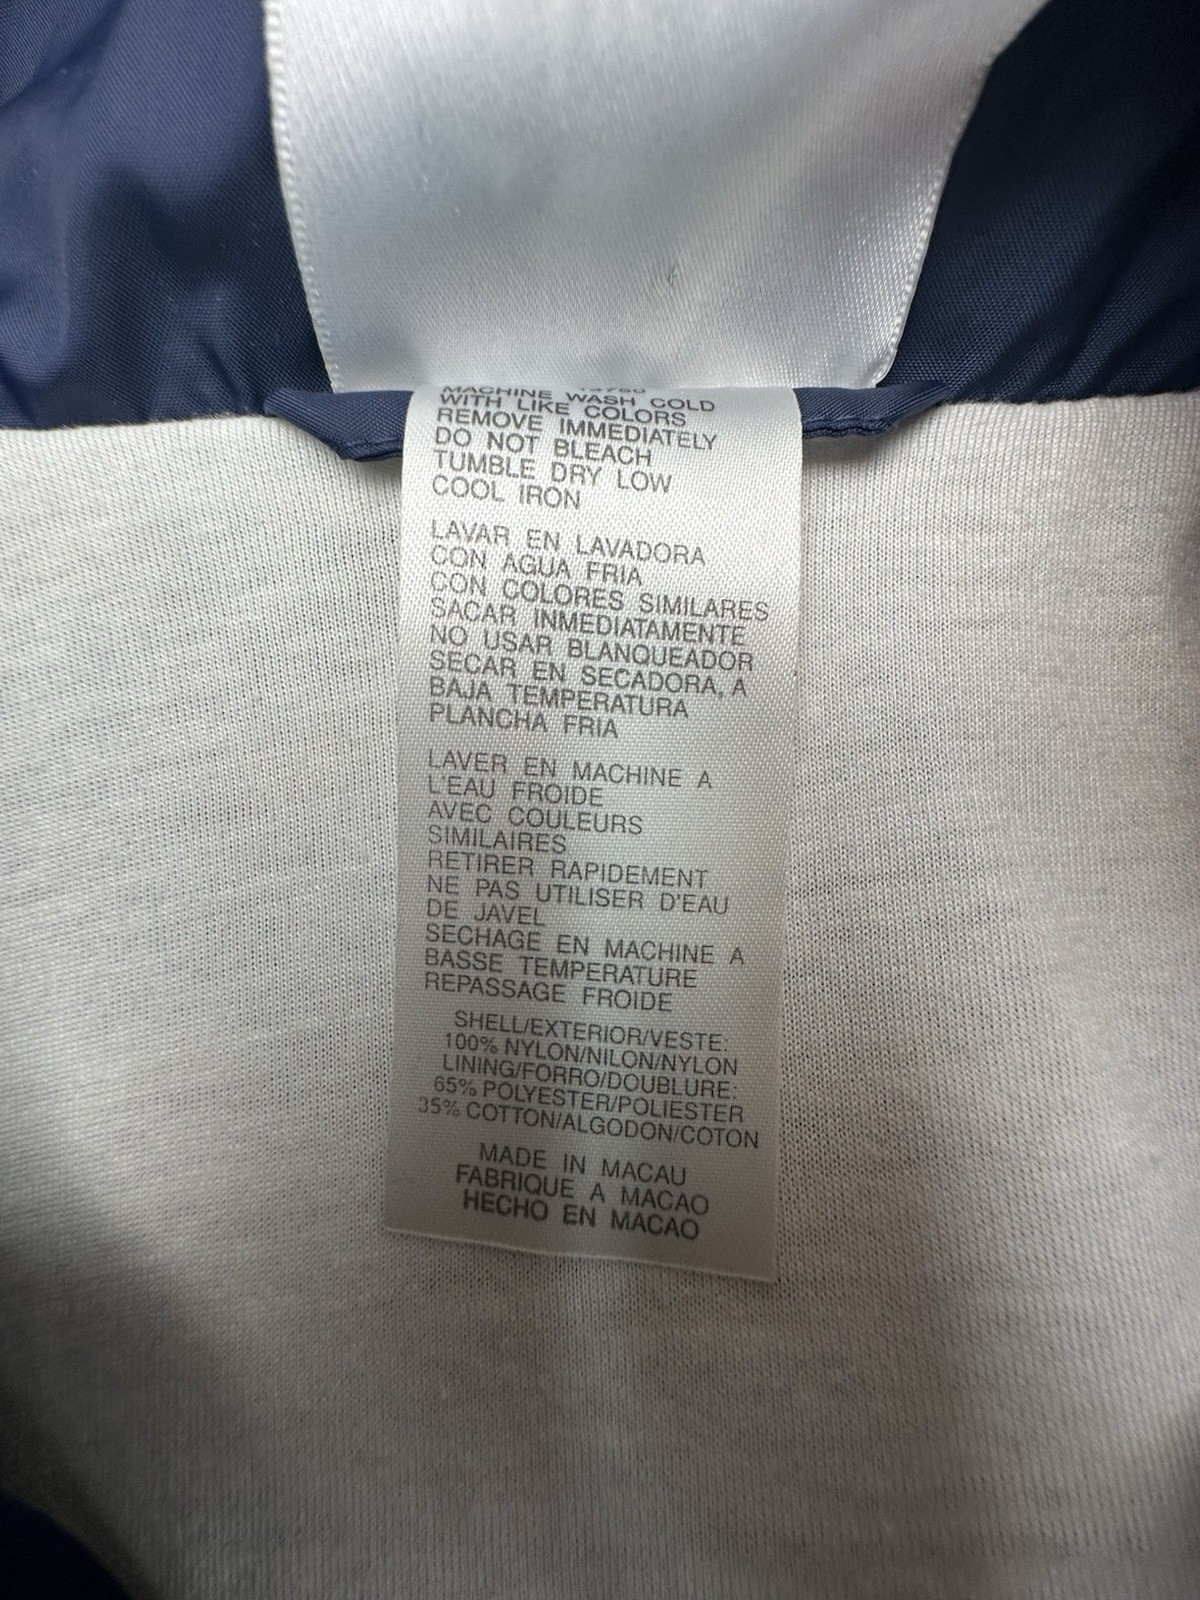 MACHINE WASH COLD
WITH LIKE COLORS
REMOVE IMMEDIATELY
DO NOT BLEACH
TUMBLE DRY LOW
COOL IRON
LAVAR EN LAVADORA
CON AGUA FRIA
CON COLORES SIMILARES
SACAR INMEDIATAMENTE
NO USAR BLANQUEADOR
SECAR EN SECADORA, A
BAJA TEMPERATURA
PLANCHA FRIA
LAVER EN MACHINE A
L'EAU FROIDE
AVEC COULEURS
SIMILAIRES
RETIRER RAPIDEMENT
NE PAS UTILISER D'EAU
DE JAVEL
SECHAGE EN MACHINE A
BASSE TEMPERATURE
REPASSAGE FROIDE
SHELL/EXTERIOR/VESTE:
100% NYLON/NILON/NYLON
LINING/FORRO/DOUBLURE:
65% POLYESTER/POLIESTER
35% COTTON/ALGODON/COTON
MADE IN MACAU
FABRIQUE A MACAO
HECHO EN MACAO